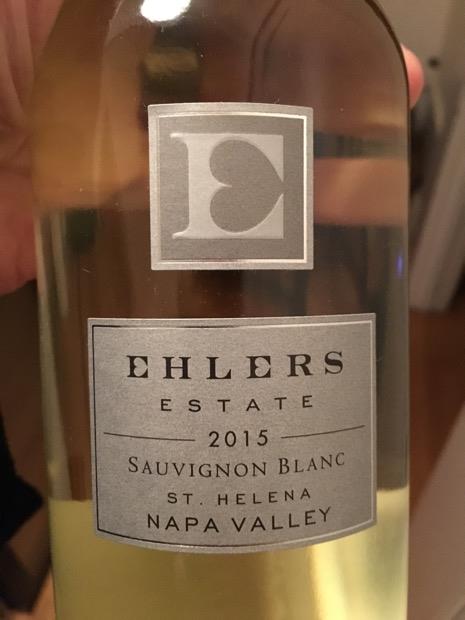 E
EHLERS
ESTATE
2015
SAUVIGNON BLANC
ST. HELENA
NAPA VALLEY